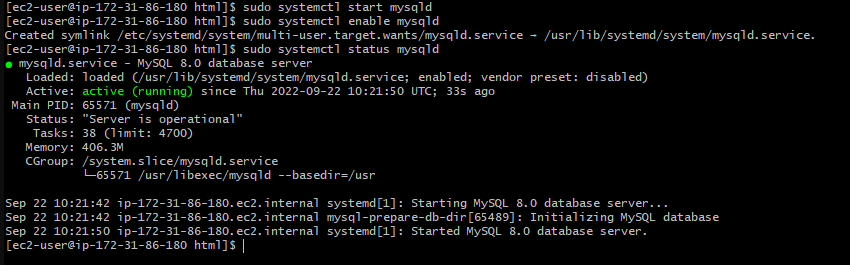 [ec2-user@ip-172-31-86-180 html]$ sudo systemctl start mysqld
[ec2-user@ip-172-31-86-180 html]$ sudo systemctl enable mysqld
Created symlink /etc/systemd/system/multi-user.target.wants/mysqld.service → /usr/lib/systemd/system/mysqld.service.
[ec2-user@ip-172-31-86-180 html]$ sudo systemctl status mysqld
● mysqld.service - MySQL 8.0 database server
   Loaded: loaded (/usr/lib/systemd/system/mysqld.service; enabled; vendor preset: disabled)
   Active: active (running) since Thu 2022-09-22 10:21:50 UTC; 33s ago
 Main PID: 65571 (mysqld)
   Status: "Server is operational"
    Tasks: 38 (limit: 4700)
   Memory: 406.3M
   CGroup: /system.slice/mysqld.service
           └─65571 /usr/libexec/mysqld --basedir=/usr
Sep 22 10:21:42 ip-172-31-86-180.ec2.internal systemd[1]: Starting MySQL 8.0 database server...
Sep 22 10:21:42 ip-172-31-86-180.ec2.internal mysql-prepare-db-dir[65489]: Initializing MySQL database
Sep 22 10:21:50 ip-172-31-86-180.ec2.internal systemd[1]: Started MySQL 8.0 database server.
[ec2-user@ip-172-31-86-180 html]$